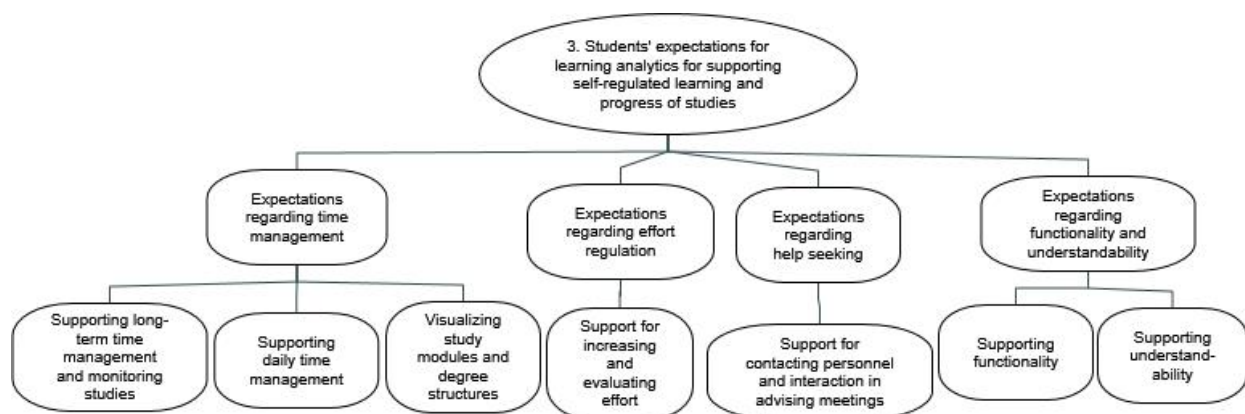 3. Students' expectations for
learning analytics for supporting
self-regulated learning and
progress of studies
Expectations
regarding time
management
Expectations
regarding effort
regulation
Expectations
regarding
help seeking
Expectations
regarding
functionality and
understandability
Supporting long-
term time
management
and monitoring
studies
Supporting
daily time
management
Visualizing
study
modules and
degree
structures
Support for
increasing
and
evaluating
effort
Support for
contacting personnel
and interaction in
advising meetings
Supporting
functionality
Supporting
understand-
ability